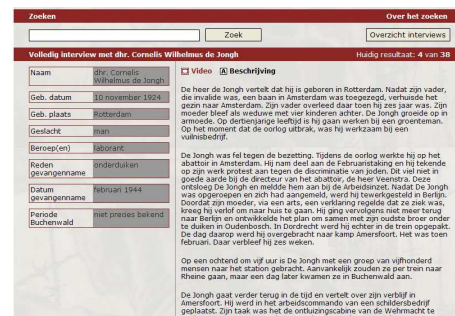 Zoeken
Over het zoeken
Zoek
Overzicht interviews
Volledig interview met dhr. Cornelis Wilhelmus de Jongh
Huidig resultaat: 4 van 38
Naam
dhr. Cornelis
Wilhelmus de Jongh
Geb. datum
10 november 1924
Geb. plaats
Rotterdam
Geslacht
man
Beroep(en)
laborant
Reden
gevangenname
onderduiken
Datum
gevangenname
februari 1944
Periode
Buchenwald
niet precies bekend
Video A Beschrijving
De heer de Jongh vertelt dat hij is geboren in Rotterdam. Nadat zijn vader,
die invalide was, een baan in Amsterdam was toegezegd, verhuisde het
gezin naar Amsterdam. Zijn vader overleed daar toen hij zes jaar was. Zijn
moeder bleef als weduwe met vier kinderen achter. De Jongh groeide op in
armoede. Op dertienjarige leeftijd is hij gaan werken bij een groenteman.
Op het moment dat de oorlog uitbrak, was hij werkzaam bij een
vuilnisbedrijf.
De Jongh was fel tegen de bezetting. Tijdens de oorlog werkte hij op het
abattoir in Amsterdam. Hij nam deel aan de Februaristaking en hij tekende
op zijn werk protest aan tegen de discriminatie van joden. Dit viel niet in
goede aarde bij de directeur van het abattoir, de heer Veenstra. Deze
ontsloeg De Jongh en meldde hem aan bij de Arbeidsinzet. Nadat De Jongh
was opgeroepen en zich had aangemeld, werd hij tewerkgesteld in Berlijn.
Doordat zijn moeder, via een arts, een verklaring regelde dat ze ziek was,
kreeg hij verlof om naar huis te gaan. Hij ging vervolgens niet meer terug
naar Berlijn en ontwikkelde het plan om samen met zijn oudste broer onder
te duiken in Oudenbosch. In Dordrecht werd hij echter in de trein opgepakt.
De dag daarop werd hij overgebracht naar kamp Amersfoort. Het was toen
februari. Daar verbleef hij zes weken.
Op een ochtend om vijf uur is De Jongh met een groep van vijfhonderd
mensen naar het station gebracht. Aanvankelijk zouden ze per trein naar
Rheine gaan, maar een dag later kwamen ze in Buchenwald aan.
De Jongh gaat verder terug in de tijd en vertelt over zijn verblijf in
Amersfoort. Hij werd in het arbeidscommando van een schildersbedrijf
geplaatst. Zijn taak was het de ontluizingscabine van de Wehrmacht te